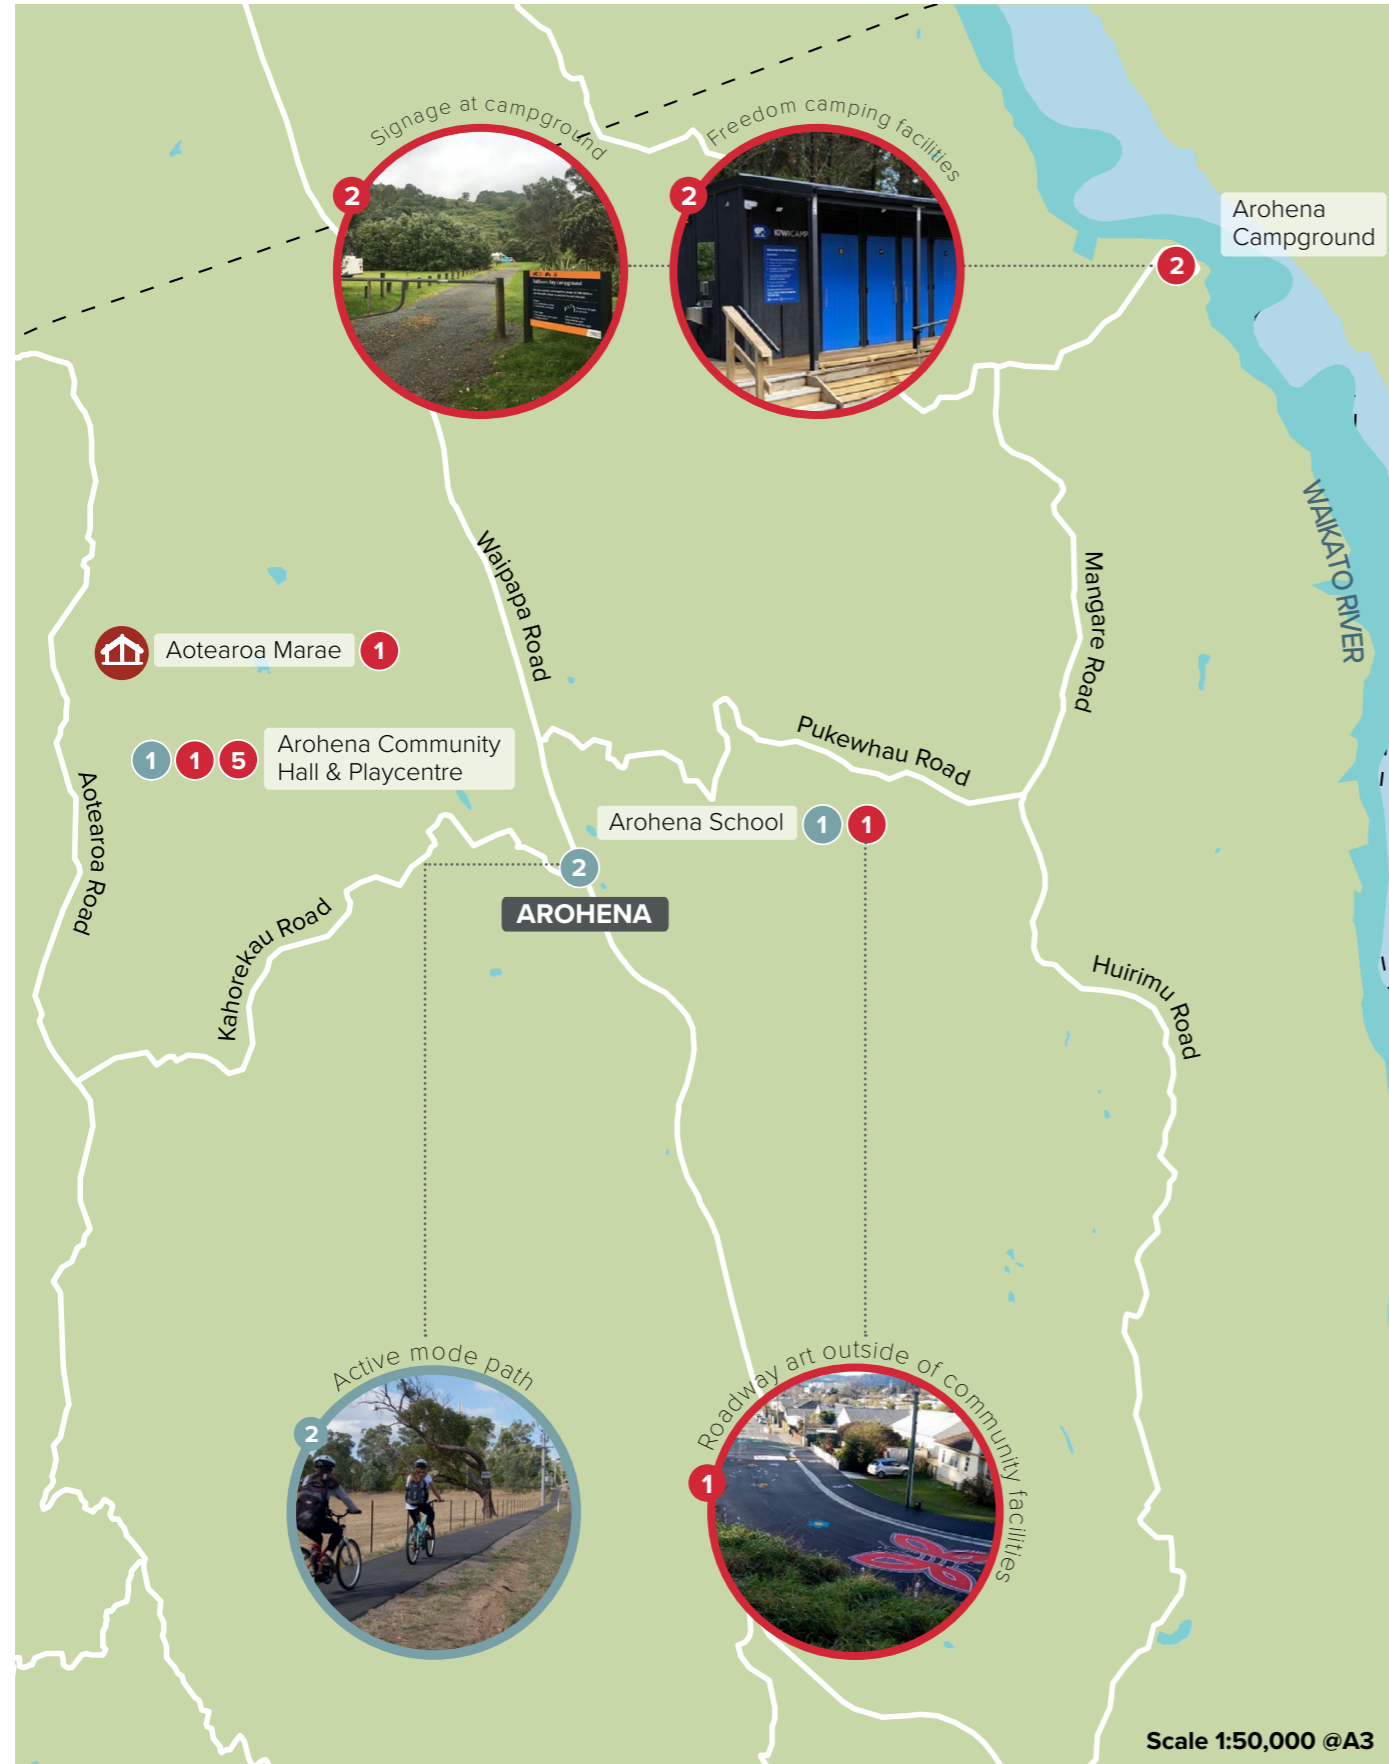 Signage at campground
2
Freedom camping facilities
2
KIWICAMP
Arohena
Campground
2
WAIKATO RIVER
Waipapa Road
Mangare Road
Aotearoa Marae 1
Pukewhau Road
1 1 5 Arohena Community
Hall & Playcentre
Aotearoa Road
Arohena School 1 1
2
AROHENA
Kahorekau Road
Huirimu Road
Active mode path
2
Roadway art outside of community facilities
1
Scale 1:50,000 @A3